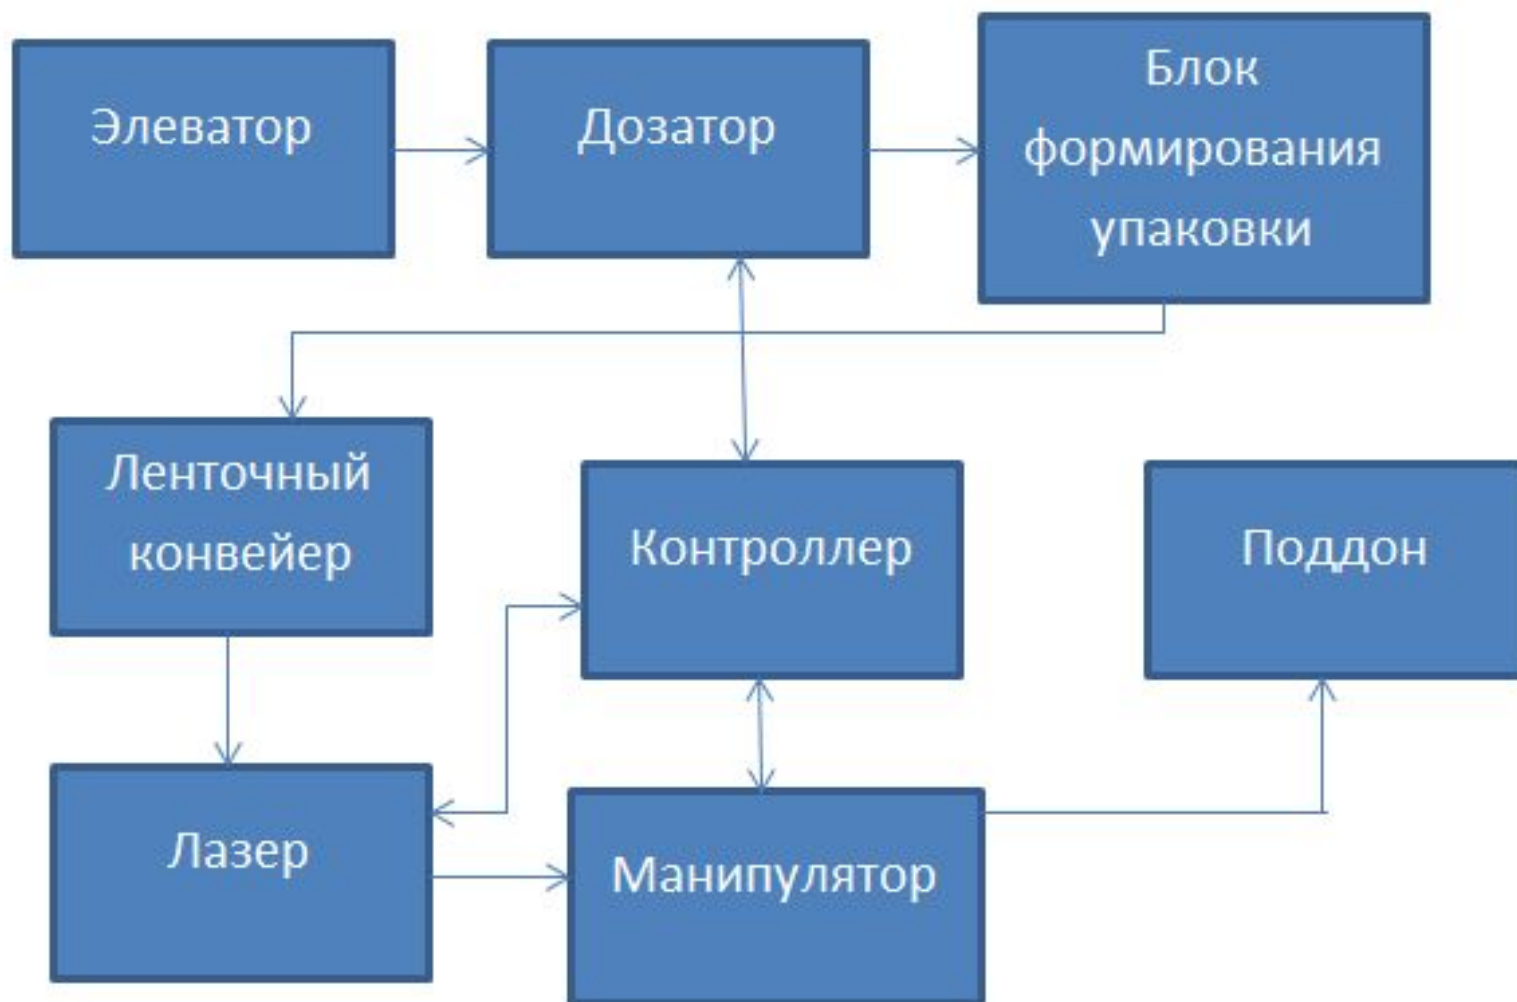 Элеватор
Дозатор
Блок
формирования
упаковки
Ленточный
конвейер
Контроллер
Поддон
Лазер
Манипулятор